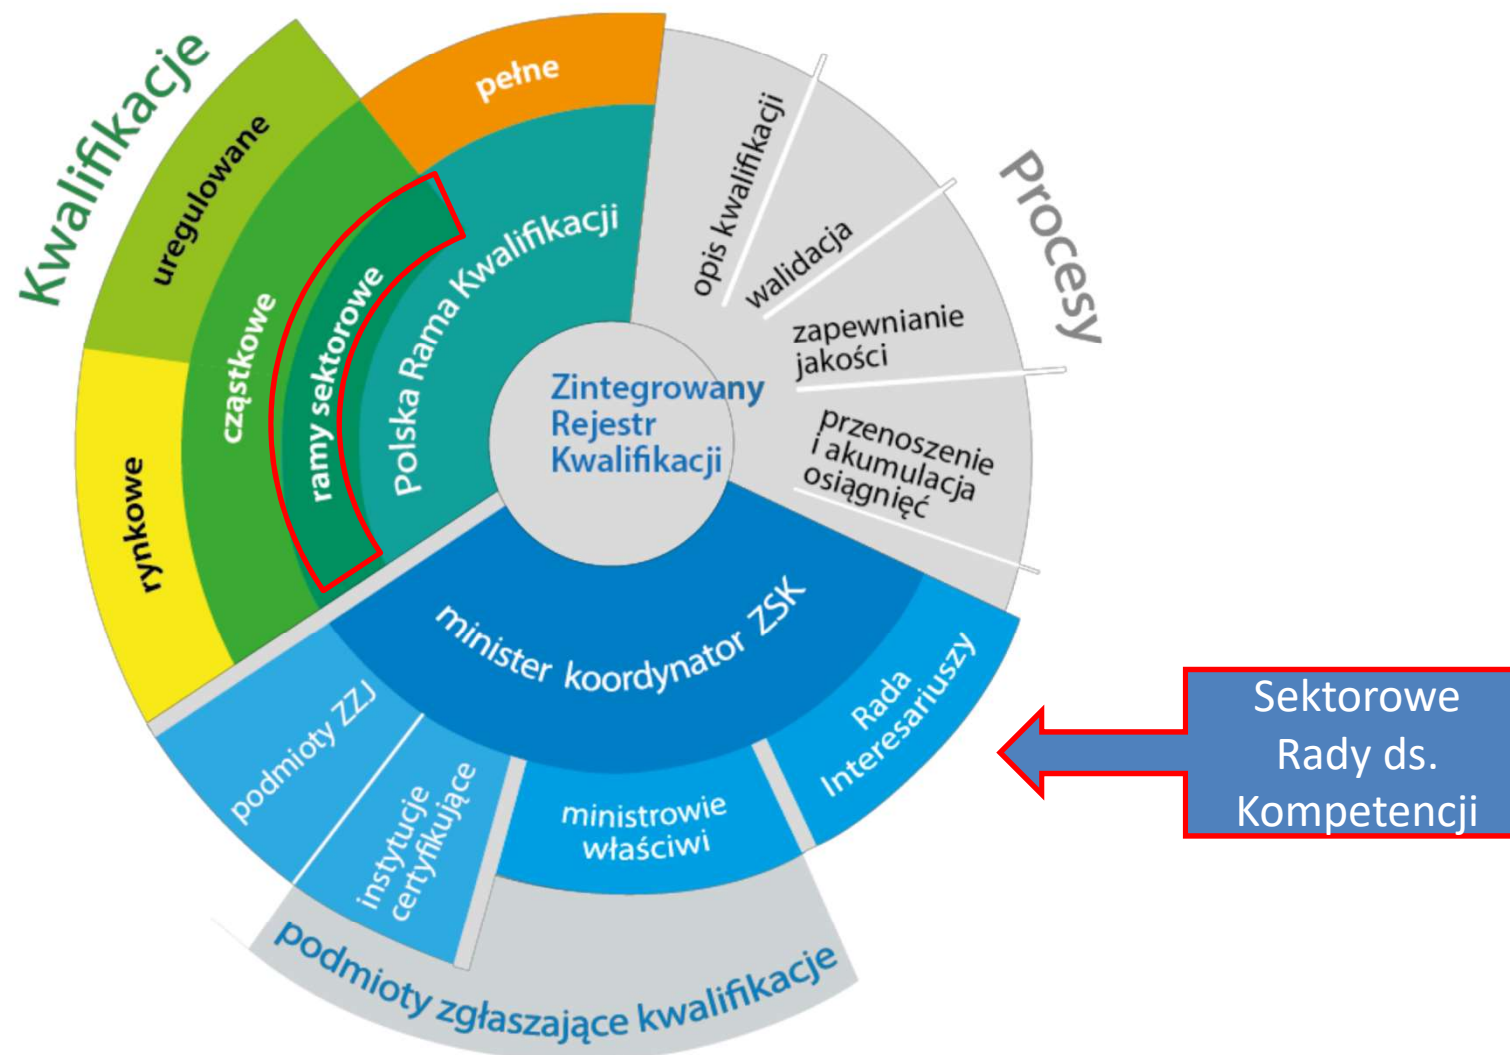 Kwalifikacje
uregulowane
rynkowe
cząstkowe
ramy sektorowe
pełne
Polska Rama Kwalifikacji
Procesy
opis kwalifikacji
walidacja
zapewnianie
jakości
przenoszenie
i akumulacja
osiągnięć
Zintegrowany
Rejestr
Kwalifikacji
minister koordynator ZSK
podmioty ZZJ
instytucje
certyfikujące
ministrowie
właściwi
Rada
Interesariuszy
podmioty zgłaszające kwalifikacje
Sektorowe
Rady ds.
Kompetencji